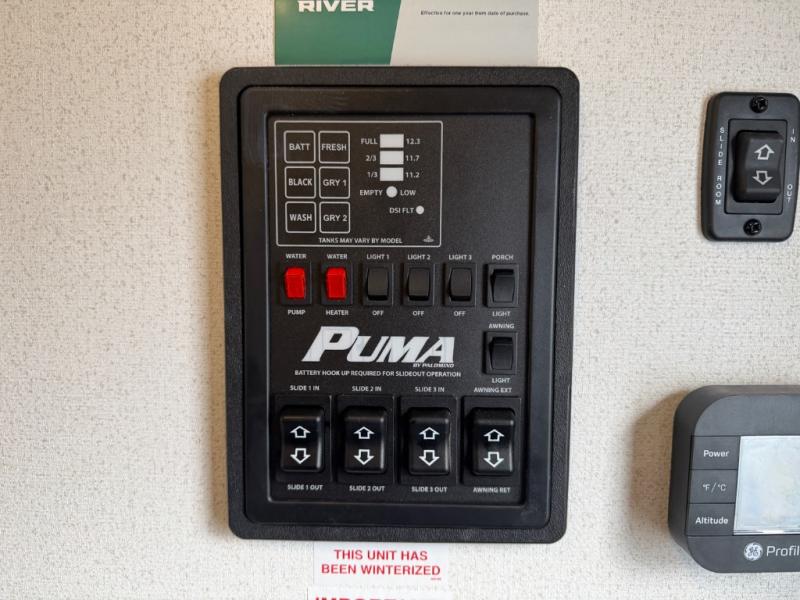 RIVER
Effective for one year from date of purchase.
BATT FRESH
BLACK GRY 1
WASH GRY 2
FULL 12.3
2/3 11.7
1/3 11.2
EMPTY LOW
DSI FLT
TANKS MAY VARY BY MODEL
WATER WATER LIGHT 1 LIGHT 2 LIGHT 3 PORCH
PUMP HEATER OFF OFF OFF LIGHT
AWNING
LIGHT
PUMA
BY PALOMINO
BATTERY HOOK UP REQUIRED FOR SLIDEOUT OPERATION
SLIDE 1 IN SLIDE 2 IN SLIDE 3 IN AWNING EXT
SLIDE 1 OUT SLIDE 2 OUT SLIDE 3 OUT AWNING RET
THIS UNIT HAS
BEEN WINTERIZED
SLIDE ROOM
IN
OUT
Power
°F/°C
Altitude
GE Profil